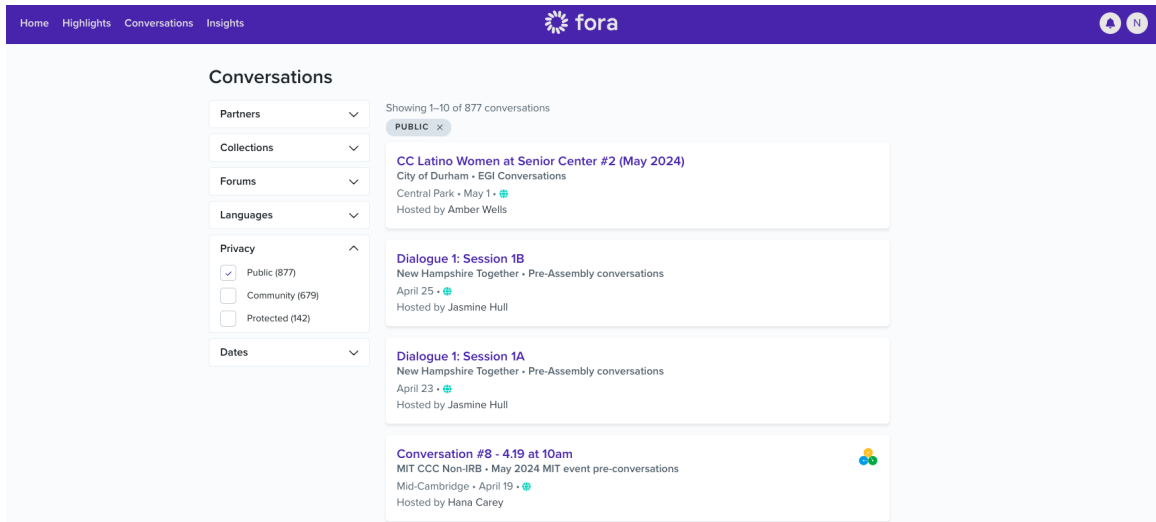 Home Highlights Conversations Insights fora N
Conversations
Partners
Collections
Forums
Languages
Privacy
Public (877)
Community (679)
Protected (142)
Dates
Showing 1–10 of 877 conversations
PUBLIC ×
CC Latino Women at Senior Center #2 (May 2024)
City of Durham • EGI Conversations
Central Park • May 1 •
Hosted by Amber Wells
Dialogue 1: Session 1B
New Hampshire Together • Pre-Assembly conversations
April 25 •
Hosted by Jasmine Hull
Dialogue 1: Session 1A
New Hampshire Together • Pre-Assembly conversations
April 23 •
Hosted by Jasmine Hull
Conversation #8 - 4.19 at 10am
MIT CCC Non-IRB • May 2024 MIT event pre-conversations
Mid-Cambridge • April 19 •
Hosted by Hana Carey